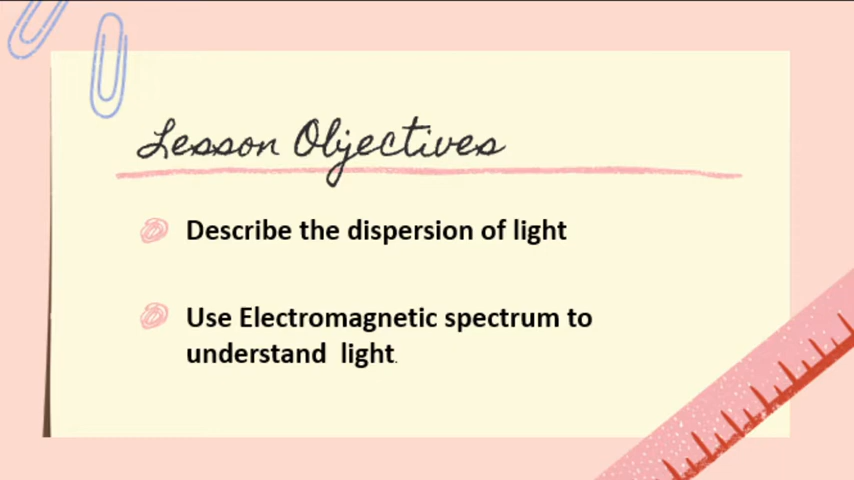 Lesson Objectives
Describe the dispersion of light
Use Electromagnetic spectrum to
understand light.